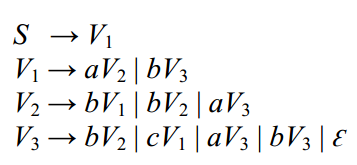 S → V₁
V₁ → aV₂ | bV₃
V₂ → bV₁ | bV₂ | aV₃
V₃ → bV₂ | cV₁ | aV₃ | bV₃ | ε